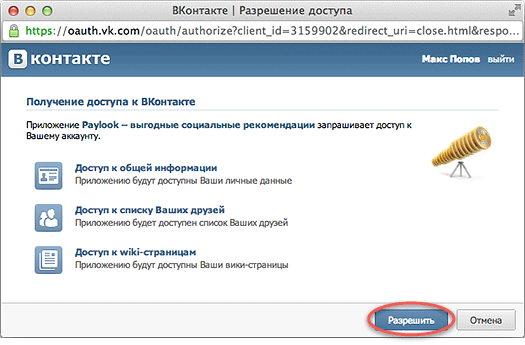 ВКонтакте | Разрешение доступа
https://oauth.vk.com/oauth/authorize?client_id=3159902&redirect_uri=close.html&respo...
В контакте
Макс Попов выйти
Получение доступа к ВКонтакте
Приложение Paylook – выгодные социальные рекомендации запрашивает доступ к
Вашему аккаунту.
Доступ к общей информации
Приложению будут доступны Ваши личные данные
Доступ к списку Ваших друзей
Приложению будет доступен список Ваших друзей
Доступ к wiki-страницам
Приложению будут доступны Ваши вики-страницы
Разрешить
Отмена